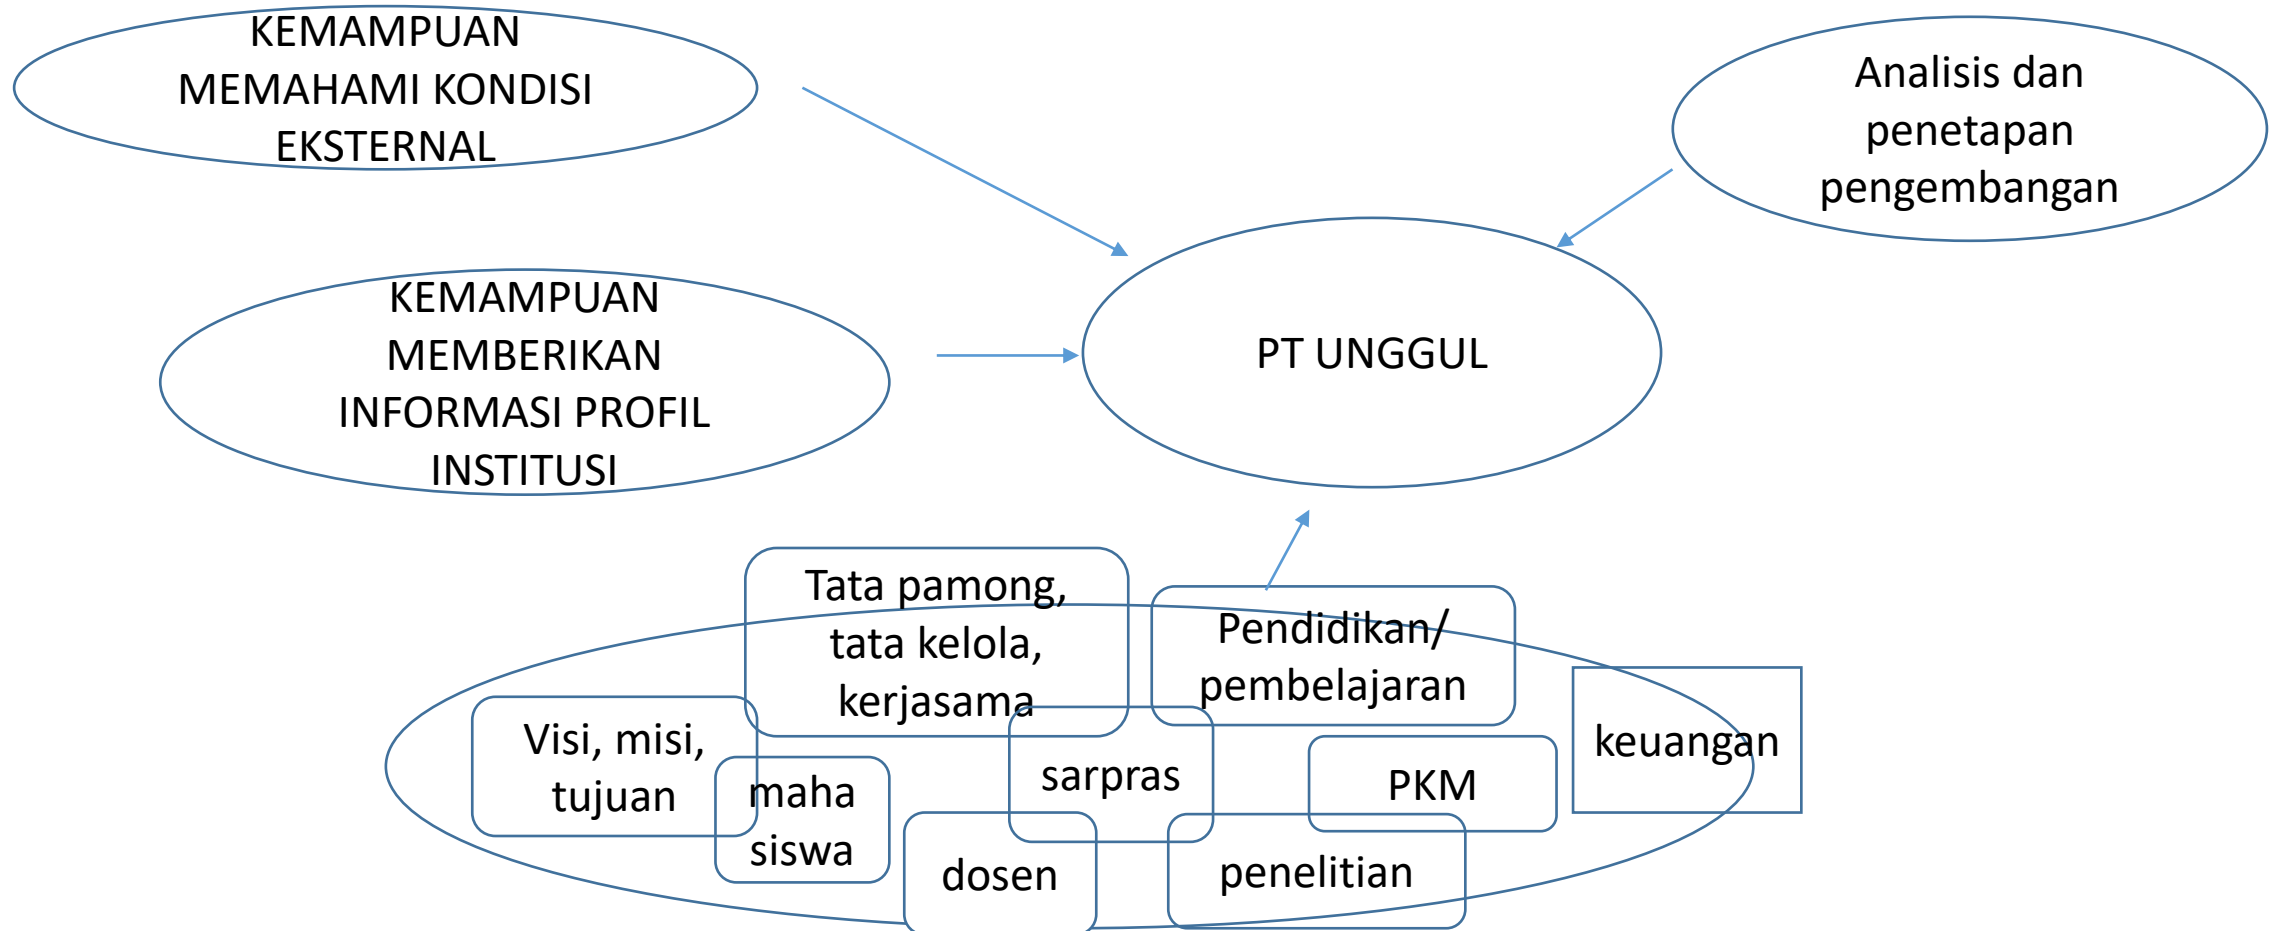 KEMAMPUAN
MEMAHAMI KONDISI
EKSTERNAL
Analisis dan
penetapan
pengembangan
KEMAMPUAN
MEMBERIKAN
INFORMASI PROFIL
INSTITUSI
PT UNGGUL
Tata pamong,
tata kelola,
kerjasama
Pendidikan/
pembelajaran
Visi, misi,
tujuan
maha
siswa
sarpras
PKM
keuangan
dosen
penelitian